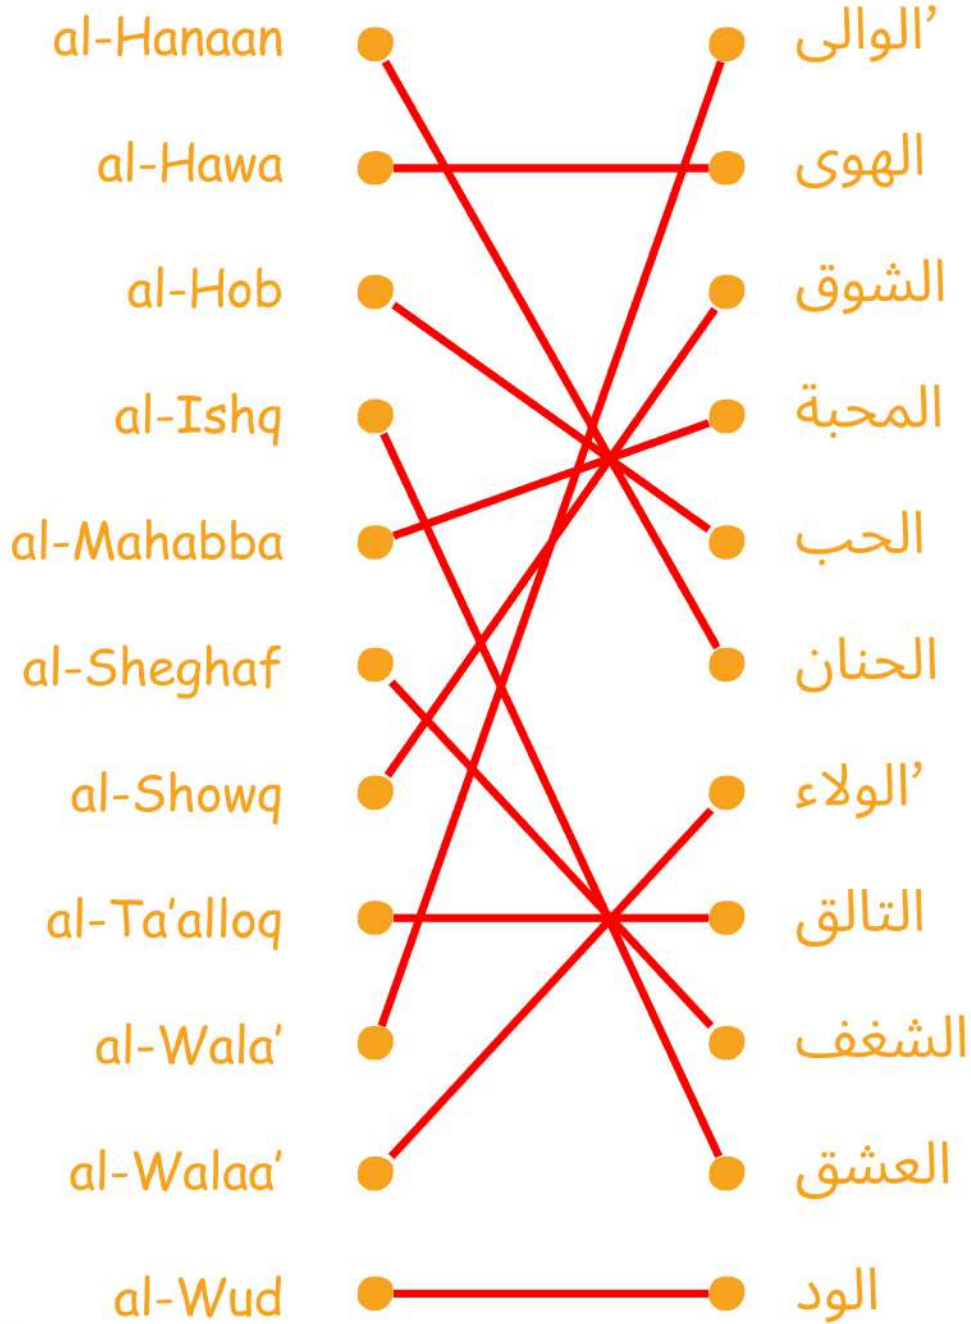 al-Hanaan الوالى’
al-Hawa الهوى
al-Hob الشوق
al-Ishq المحبة
al-Mahabba الحب
al-Sheghaf الحنان
al-Showq الولاء’
al-Ta’alloq التالق
al-Wala’ الشغف
al-Walaa’ العشق
al-Wud الود